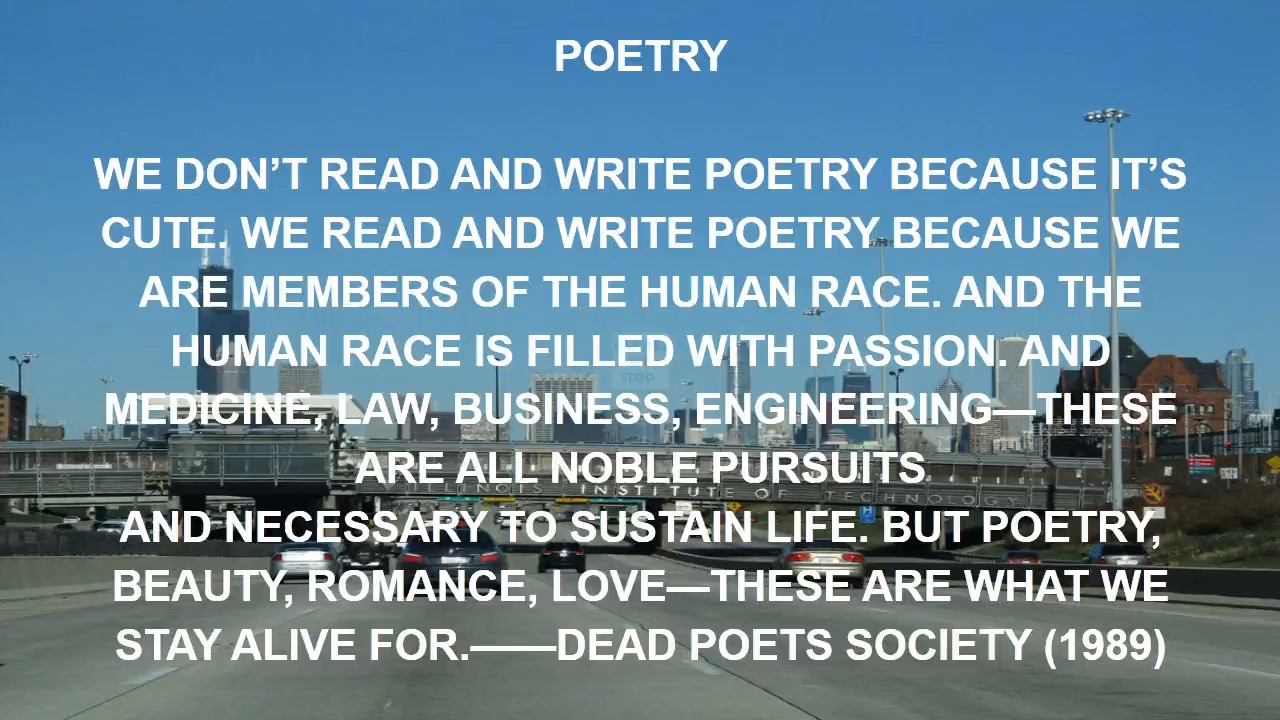 POETRY
WE DON’T READ AND WRITE POETRY BECAUSE IT’S
CUTE. WE READ AND WRITE POETRY BECAUSE WE
ARE MEMBERS OF THE HUMAN RACE. AND THE
HUMAN RACE IS FILLED WITH PASSION. AND
STOP
MEDICINE, LAW, BUSINESS, ENGINEERING—THESE
ARE ALL NOBLE PURSUITS
ILLINOIS INSTITUTE OF TECHNOLOGY
AND NECESSARY TO SUSTAIN LIFE. BUT POETRY,
BEAUTY, ROMANCE, LOVE—THESE ARE WHAT WE
STAY ALIVE FOR.——DEAD POETS SOCIETY (1989)